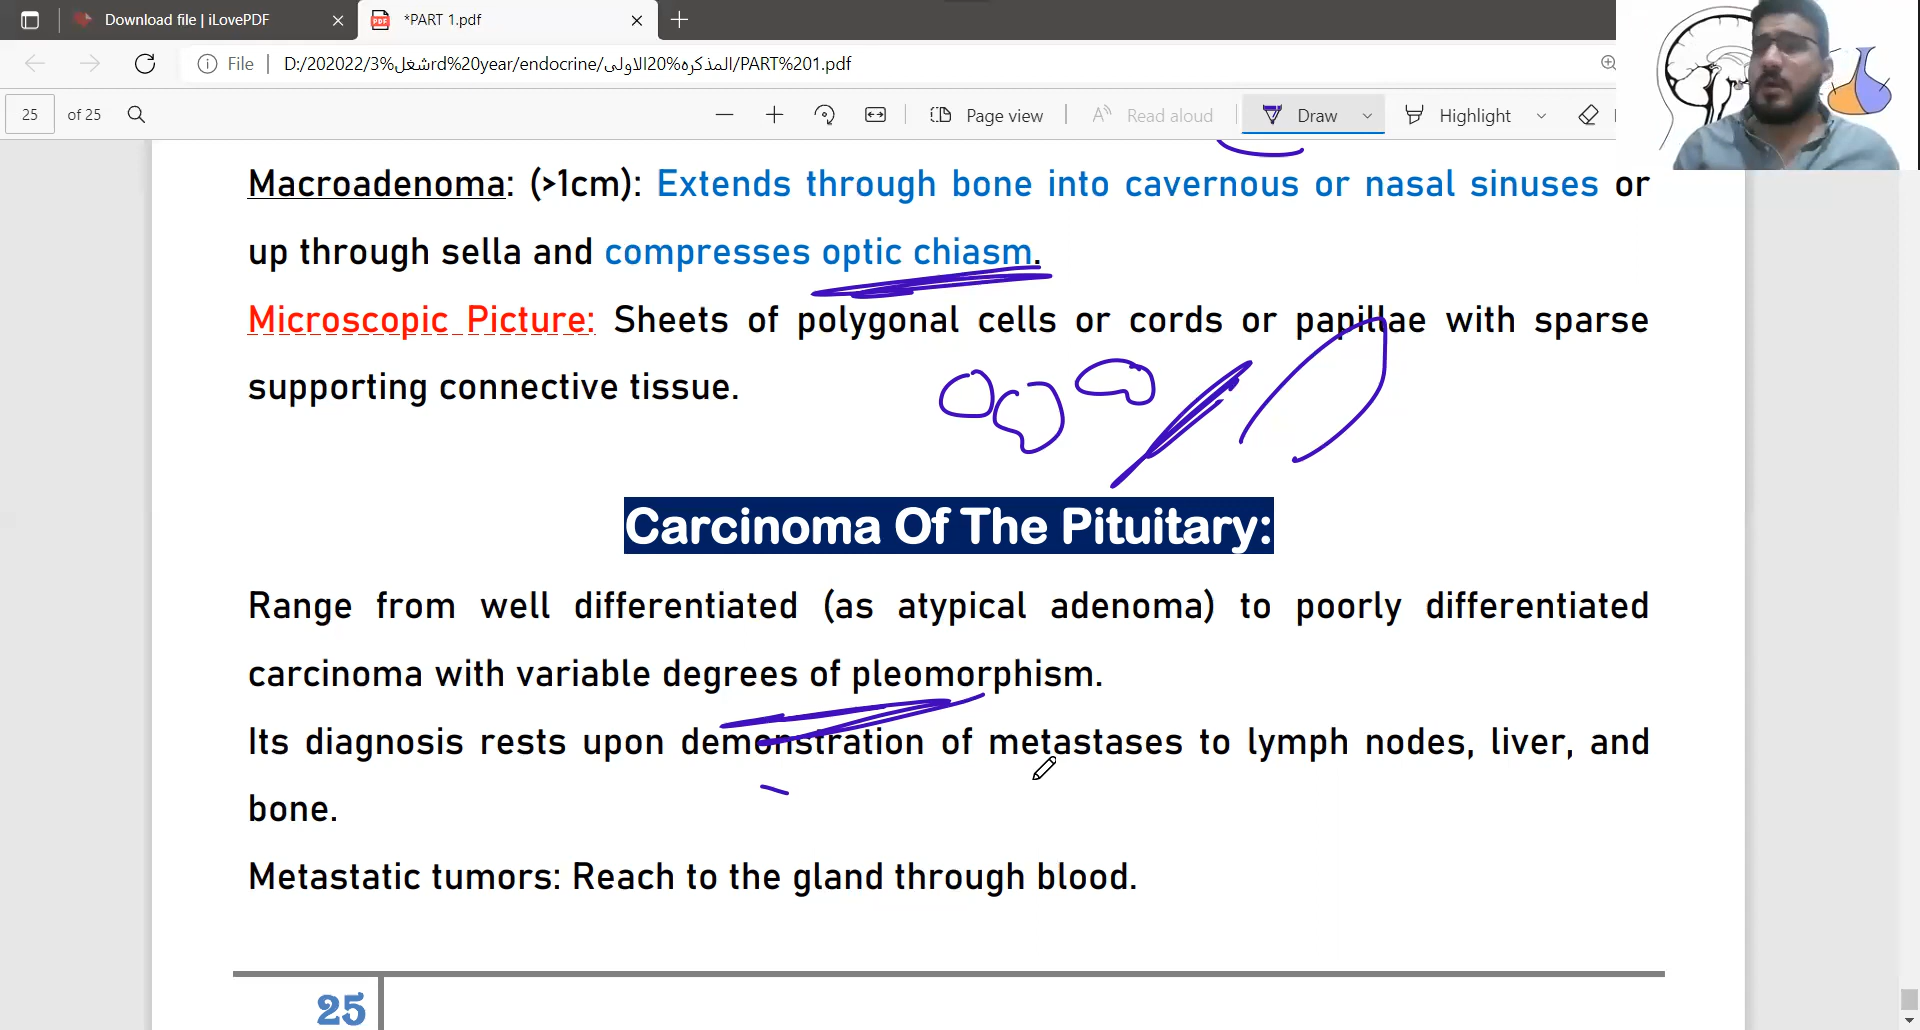 Download file | iLovePDF
*PART 1.pdf
File
D:/202022/3%شغلrd%20year/endocrine/المذكره%20الاولى/PART%201.pdf
25 of 25
Page view
Read aloud
Draw
Highlight
Macroadenoma: (>1cm): Extends through bone into cavernous or nasal sinuses or
up through sella and compresses optic chiasm.
Microscopic Picture: Sheets of polygonal cells or cords or papillae with sparse
supporting connective tissue.
Carcinoma Of The Pituitary:
Range from well differentiated (as atypical adenoma) to poorly differentiated
carcinoma with variable degrees of pleomorphism.
Its diagnosis rests upon demonstration of metastases to lymph nodes, liver, and
bone.
Metastatic tumors: Reach to the gland through blood.
25